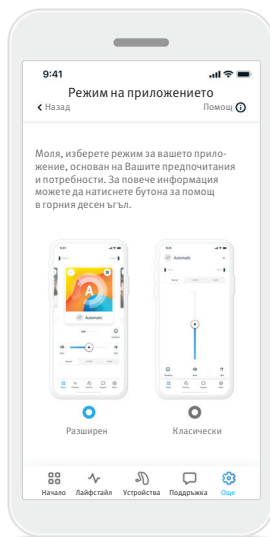 9:41
Режим на приложението
Назад
Помощ
Моля, изберете режим за вашето прило-
жение, основан на Вашите предпочитания
и потребности. За повече информация
можете да натиснете бутона за помощ
в горния десен ъгъл.
A
Automatic
Automatic
Разширен
Класически
Начало Лайфстайл Устройства Поддръжка Още